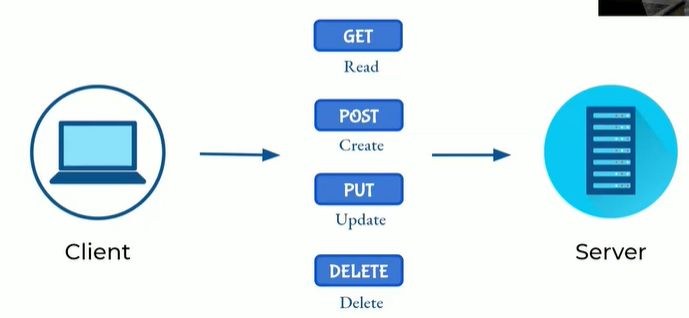 GET
Read
POST
Create
PUT
Update
DELETE
Delete
Client
Server